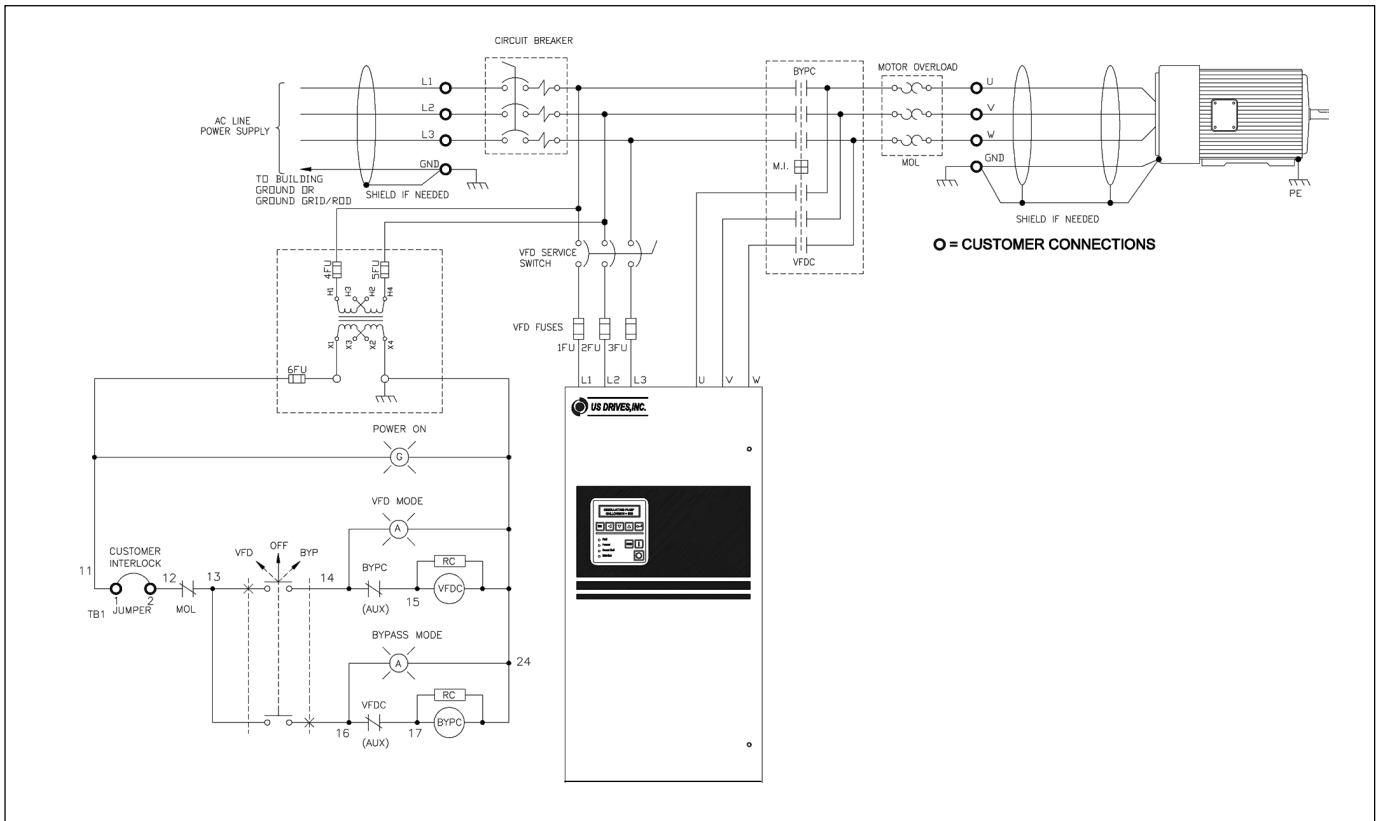 CIRCUIT BREAKER
AC LINE
POWER SUPPLY
L1
L2
L3
GND
TO BUILDING
GROUND OR
GROUND GRID/ROD
SHIELD IF NEEDED
BYPC
M.I.
VFDC
MOTOR OVERLOAD
MOL
U
V
W
GND
SHIELD IF NEEDED
PE
O = CUSTOMER CONNECTIONS
VFD SERVICE
SWITCH
VFD FUSES
1FU 2FU 3FU
4FU
5FU
H1
H3
H2
H4
X1
X3
X2
X4
6FU
L1
L2
L3
U
V
W
US DRIVES, INC.
POWER ON
G
VFD MODE
A
11
CUSTOMER
INTERLOCK
1
2
TB1
JUMPER
12
MOL
13
VFD
OFF
BYP
14
BYPC
(AUX)
15
RC
VFDC
BYPASS MODE
A
24
16
VFDC
(AUX)
17
RC
BYPC